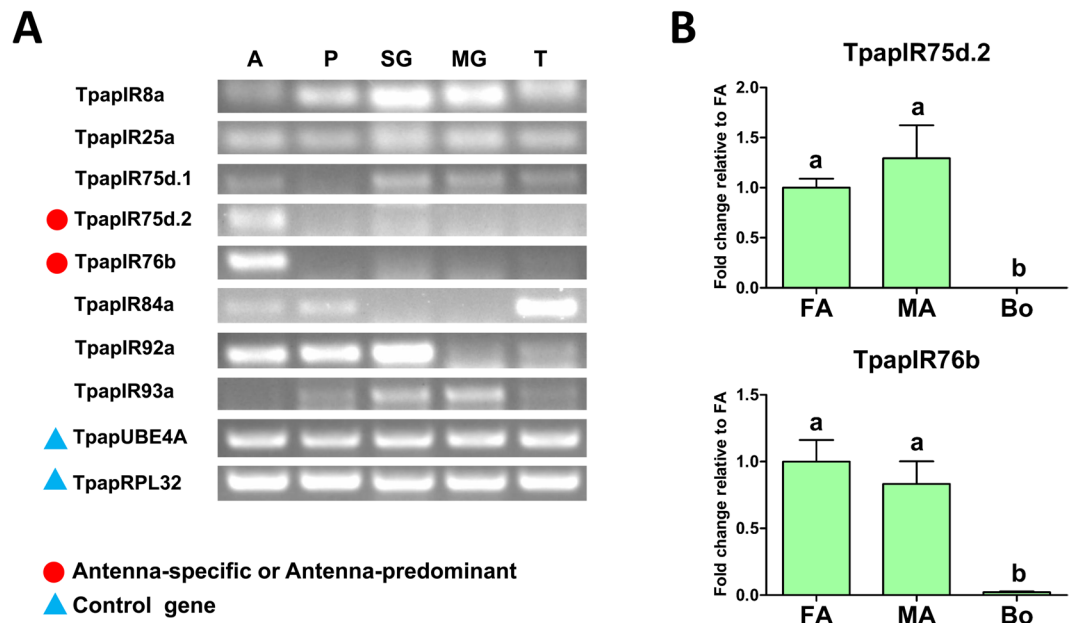 A
A P SG MG T
TpapIR8a
TpapIR25a
TpapIR75d.1
TpapIR75d.2
TpapIR76b
TpapIR84a
TpapIR92a
TpapIR93a
TpapUBE4A
TpapRPL32
Antenna-specific or Antenna-predominant
Control gene
B
TpapIR75d.2
Fold change relative to FA
2.0
1.5
1.0
0.5
0.0
a
a
b
FA MA Bo
TpapIR76b
Fold change relative to FA
1.5
1.0
0.5
0.0
a
a
b
FA MA Bo